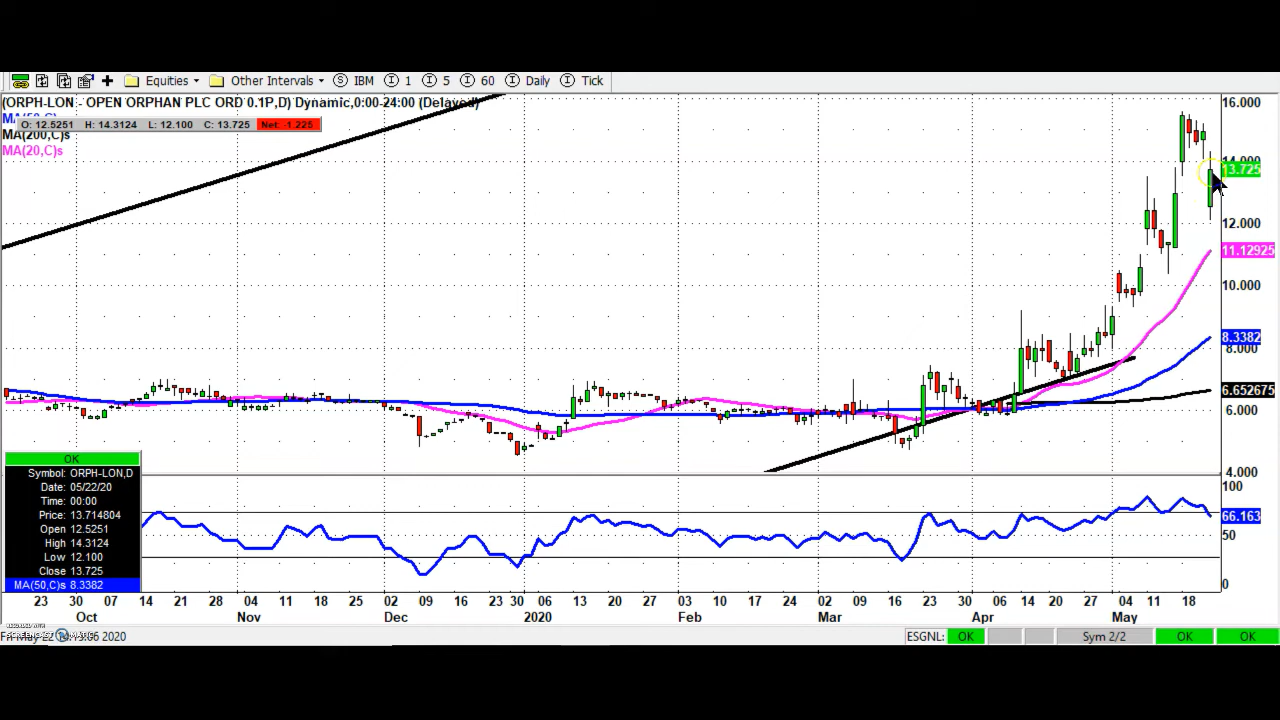 Equities Other Intervals IBM 1 5 60 Daily Tick
(ORPH-LON - OPEN ORPHAN PLC ORD 0.1P,D) Dynamic,0:00-24:00 (Delayed)
O: 12.5251 H: 14.3124 L: 12.100 C: 13.725 Net: -1.225
MA(200,C)s
MA(20,C)s
16.000
14.000
13.725
12.000
11.12925
10.000
8.3382
8.000
6.652675
6.000
4.000
OK
Symbol: ORPH-LON,D
Date: 05/22/20
Time: 00:00
Price: 13.714804
Open 12.5251
High 14.3124
Low 12.100
Close 13.725
MA(50,C)s 8.3382
100
66.163
50
0
23 30 07 14 21 28 04 11 18 25 02 09 16 23 30 06 13 20 27 03 10 17 24 02 09 16 23 30 06 14 20 27 04 11 18
Oct Nov Dec 2020 Feb Mar Apr May
2020 ESGNL: OK Sym 2/2 OK OK